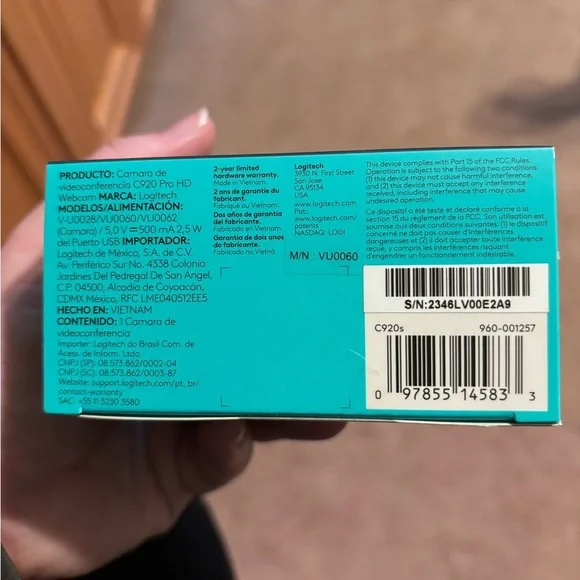 PRODUCTO: Camara de
videoconferencia C920 Pro HD
Webcam MARCA: Logitech
MODELOS/ALIMENTACIÓN:
V-U0028/VU0060/VU0062
(Camara) / 5,0 V⎓500 mA 2,5 W
del Puerto USB IMPORTADOR:
Logitech de México, S.A. de C.V.
Av. Periférico Sur No. 4338 Colonia
Jardines Del Pedregal De San Angel,
C.P. 04500, Alcadia de Coyoacán,
CDMX México, RFC LME040512EE5
HECHO EN: VIETNAM
CONTENIDO: 1 Camara de
videoconferencia
Importer: Logitech do Brasil Com. de
Acess. de Inform. Ltda.
CNPJ (SP): 08.573.862/0002-04
CNPJ (SC): 08.573.862/0003-87
Website: support.logitech.com/pt_br/
contact
SAC: +55 11 3230 3580
2-year limited
hardware warranty.
Made in Vietnam.
2 ans de garantie du
fabricant.
Fabriqué au Vietnam.
Dos años de garantía
del fabricante.
Fabricado en Vietnam
Garantia de dois anos
do fabricante.
Fabricado no Vietnã.
Logitech
3930 N. First Street
San Jose
CA 95134
USA
www.logitech.com
Pat.:
www.logitech.com/
patents
NASDAQ: LOGI
M/N : VU0060
This device complies with Part 15 of the FCC Rules.
Operation is subject to the following two conditions:
(1) this device may not cause harmful interference,
and (2) this device must accept any interference
received, including interference that may cause
undesired operation.
Ce dispositif a été testé et déclaré conforme à la
section 15 du règlement de la FCC. Son utilisation est
soumise aux deux conditions suivantes: (1) le dispositif
concerné ne doit pas causer d'interférences
dangereuses et (2) il doit accepter toute interférence
reçue, y compris les interférences risquant
d'engendrer un fonctionnement indésirable.
S/N:2346LV00E2A9
C920s 960-001257
0 97855 14583 3